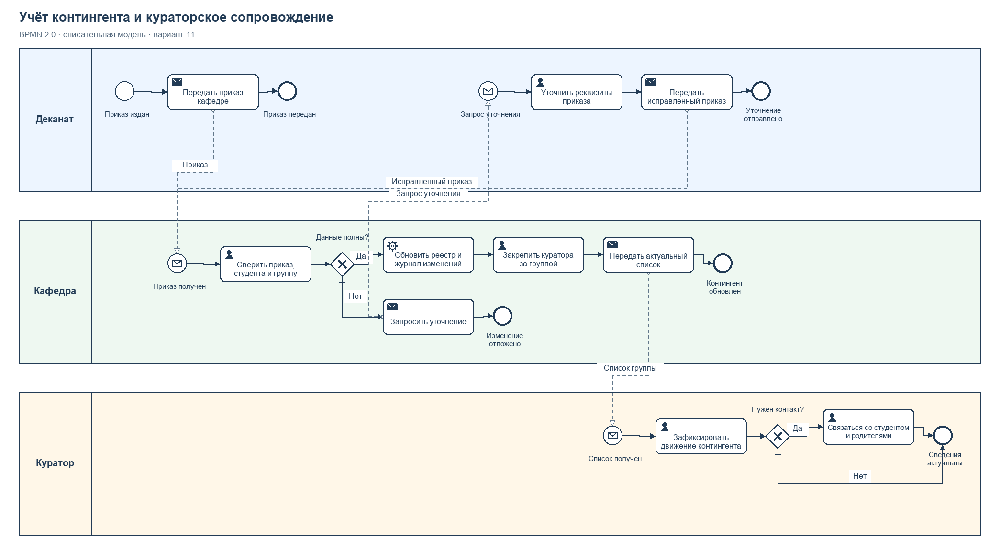 Учёт контингента и кураторское сопровождение
BPMN 2.0 · описательная модель · вариант 11
Деканат
Приказ издан
Передать приказ
кафедре
Приказ передан
Запрос уточнения
Уточнить реквизиты
приказа
Передать
исправленный приказ
Уточнение
отправлено
Приказ
Исправленный приказ
Запрос уточнения
Кафедра
Приказ получен
Сверить приказ,
студента и группу
Данные полны?
Да
Нет
Обновить реестр и
журнал изменений
Закрепить куратора
за группой
Передать актуальный
список
Контингент
обновлён
Запросить уточнение
Изменение
отложено
Список группы
Куратор
Список получен
Зафиксировать
движение контингента
Нужен контакт?
Да
Связаться со студентом
и родителями
Сведения
актуальны
Нет